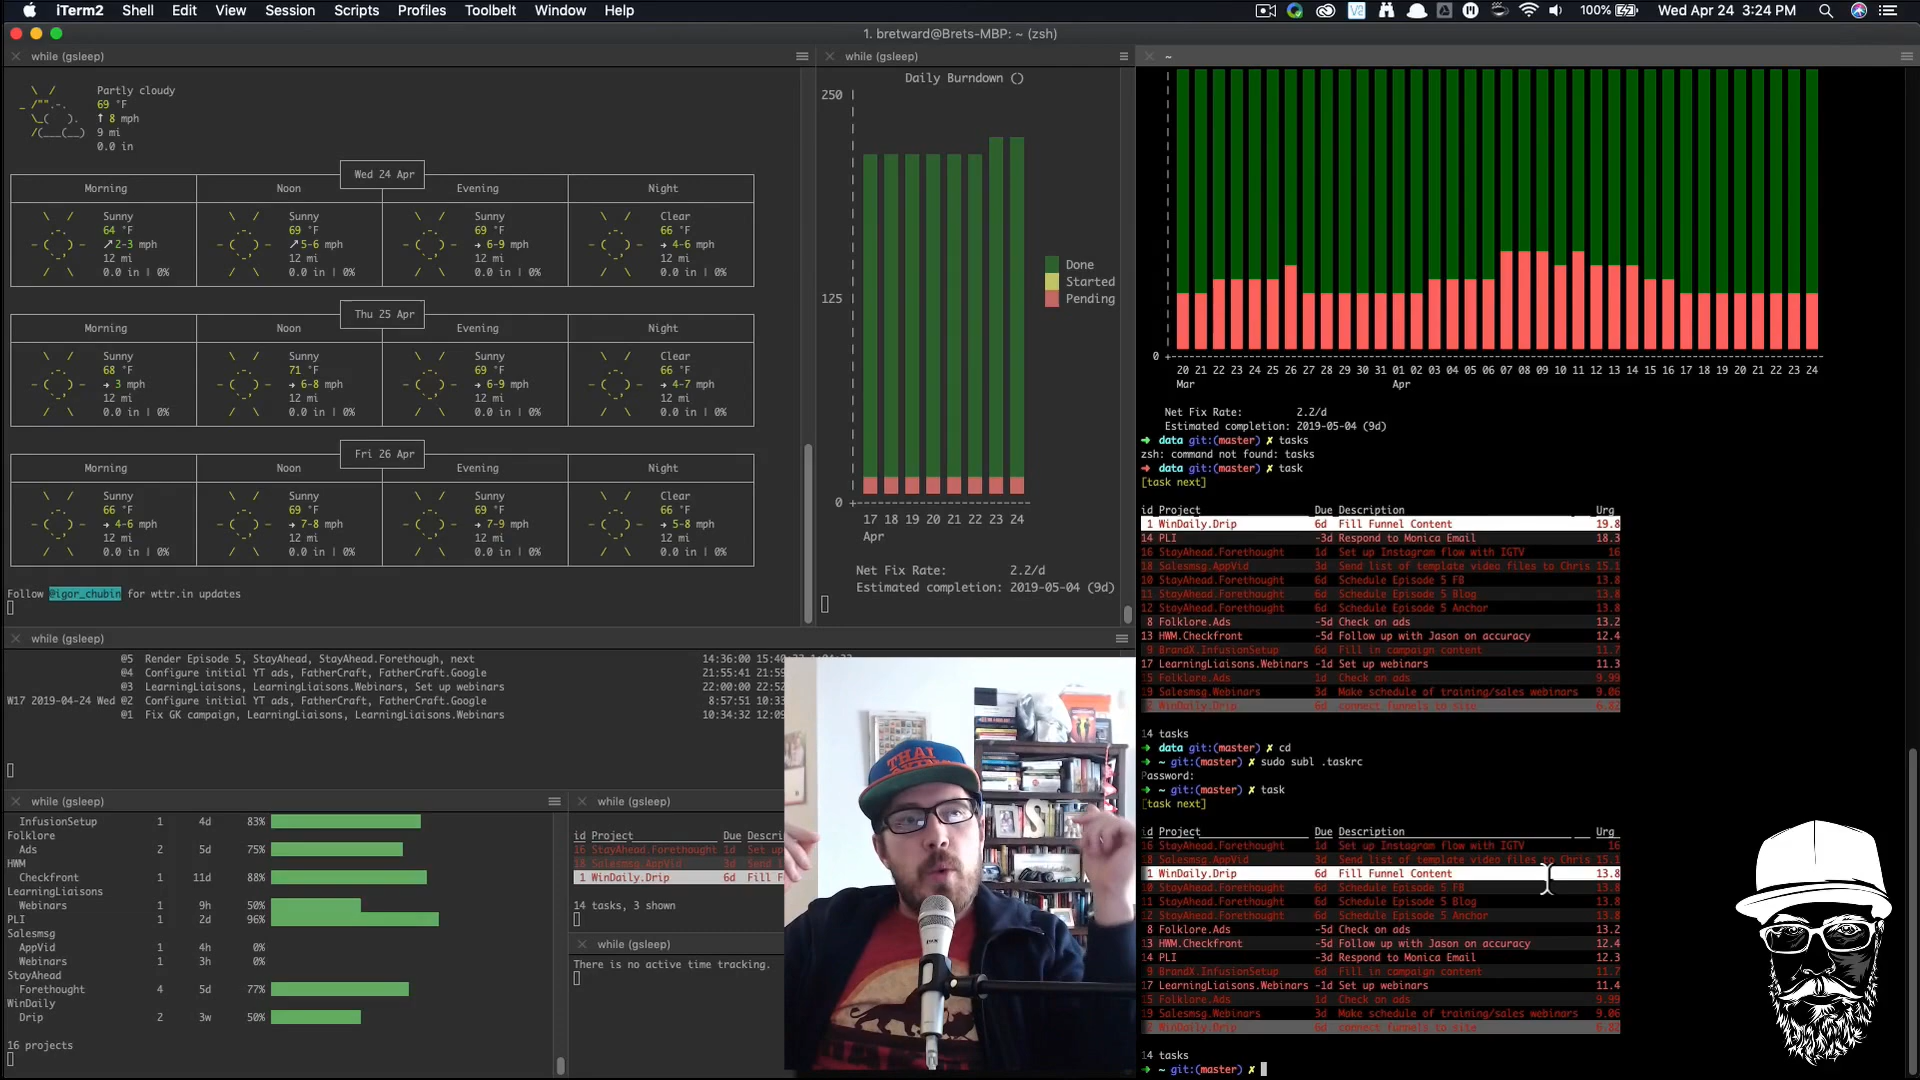 iTerm2 Shell Edit View Session Scripts Profiles Toolbelt Window Help 100% Wed Apr 24 3:24 PM
1. bretward@Brets-MBP: ~ (zsh)
while (gsleep)
Partly cloudy
69 °F
↑ 8 mph
9 mi
0.0 in
Wed 24 Apr
Morning Noon Evening Night
Sunny Sunny Sunny Clear
64 °F 69 °F 69 °F 66 °F
↗ 2-3 mph ↗ 5-6 mph → 6-9 mph → 4-6 mph
12 mi 12 mi 12 mi 12 mi
0.0 in | 0% 0.0 in | 0% 0.0 in | 0% 0.0 in | 0%
Thu 25 Apr
Morning Noon Evening Night
Sunny Sunny Sunny Clear
68 °F 71 °F 69 °F 66 °F
→ 3 mph → 6-8 mph → 6-9 mph → 4-7 mph
12 mi 12 mi 12 mi 12 mi
0.0 in | 0% 0.0 in | 0% 0.0 in | 0% 0.0 in | 0%
Fri 26 Apr
Morning Noon Evening Night
Sunny Sunny Sunny Clear
66 °F 69 °F 69 °F 66 °F
→ 4-6 mph → 7-8 mph → 7-9 mph → 5-8 mph
12 mi 12 mi 12 mi 12 mi
0.0 in | 0% 0.0 in | 0% 0.0 in | 0% 0.0 in | 0%
Follow @igor_chubin for wttr.in updates
while (gsleep)
Daily Burndown ()
250
125
0
Done
Started
Pending
17 18 19 20 21 22 23 24
Apr
Net Fix Rate: 2.2/d
Estimated completion: 2019-05-04 (9d)
while (gsleep)
@5 Render Episode 5, StayAhead, StayAhead.Forethough, next 14:36:00
@4 Configure initial YT ads, FatherCraft, FatherCraft.Google 21:55:41 21:59
@3 LearningLiaisons, LearningLiaisons.Webinars, Set up webinars 22:00:00 22:52
W17 2019-04-24 Wed @2 Configure initial YT ads, FatherCraft, FatherCraft.Google 8:57:51 10:33
@1 Fix GK campaign, LearningLiaisons, LearningLiaisons.Webinars 10:34:32 12:09
while (gsleep)
InfusionSetup 1 4d 83%
Folklore
Ads 2 5d 75%
HWM
Checkfront 1 11d 88%
LearningLiaisons
Webinars 1 9h 50%
PLI 1 2d 96%
Salesmsg
AppVid 1 4h 0%
Webinars 1 3h 0%
StayAhead
Forethought 4 5d 77%
WinDaily
Drip 2 3w 50%
16 projects
while (gsleep)
id Project Due Descri
16 StayAhead.Forethought 1d Set up
18 Salesmsg.AppVid 3d Send l
1 WinDaily.Drip 6d Fill F
14 tasks, 3 shown
while (gsleep)
There is no active time tracking.
THAI
~
0
20 21 22 23 24 25 26 27 28 29 30 31 01 02 03 04 05 06 07 08 09 10 11 12 13 14 15 16 17 18 19 20 21 22 23 24
Mar Apr
Net Fix Rate: 2.2/d
Estimated completion: 2019-05-04 (9d)
➜ data git:(master) ✗ tasks
zsh: command not found: tasks
➜ data git:(master) ✗ task
[task next]
id Project Due Description Urg
1 WinDaily.Drip 6d Fill Funnel Content 19.8
14 PLI -3d Respond to Monica Email 18.3
16 StayAhead.Forethought 1d Set up Instagram flow with IGTV 16
18 Salesmsg.AppVid 3d Send list of template video files to Chris 15.1
10 StayAhead.Forethought 6d Schedule Episode 5 FB 13.8
11 StayAhead.Forethought 6d Schedule Episode 5 Blog 13.8
12 StayAhead.Forethought 6d Schedule Episode 5 Anchor 13.8
8 Folklore.Ads -5d Check on ads 13.2
13 HWM.Checkfront -5d Follow up with Jason on accuracy 12.4
9 BrandX.InfusionSetup 6d Fill in campaign content 11.7
17 LearningLiaisons.Webinars -1d Set up webinars 11.3
15 Folklore.Ads 1d Check on ads 9.99
19 Salesmsg.Webinars 3d Make schedule of training/sales webinars 9.06
2 WinDaily.Drip 6d connect funnels to site 6.82
14 tasks
➜ data git:(master) ✗ cd
➜ ~ git:(master) ✗ sudo subl .taskrc
Password:
➜ ~ git:(master) ✗ task
[task next]
id Project Due Description Urg
16 StayAhead.Forethought 1d Set up Instagram flow with IGTV 16
18 Salesmsg.AppVid 3d Send list of template video files to Chris 15.1
1 WinDaily.Drip 6d Fill Funnel Content 13.8
10 StayAhead.Forethought 6d Schedule Episode 5 FB 13.8
11 StayAhead.Forethought 6d Schedule Episode 5 Blog 13.8
12 StayAhead.Forethought 6d Schedule Episode 5 Anchor 13.8
8 Folklore.Ads -5d Check on ads 13.2
13 HWM.Checkfront -5d Follow up with Jason on accuracy 12.4
14 PLI -3d Respond to Monica Email 12.3
9 BrandX.InfusionSetup 6d Fill in campaign content 11.7
17 LearningLiaisons.Webinars -1d Set up webinars 11.4
15 Folklore.Ads 1d Check on ads 9.99
19 Salesmsg.Webinars 3d Make schedule of training/sales webinars 9.06
2 WinDaily.Drip 6d connect funnels to site 6.82
14 tasks
➜ ~ git:(master) ✗